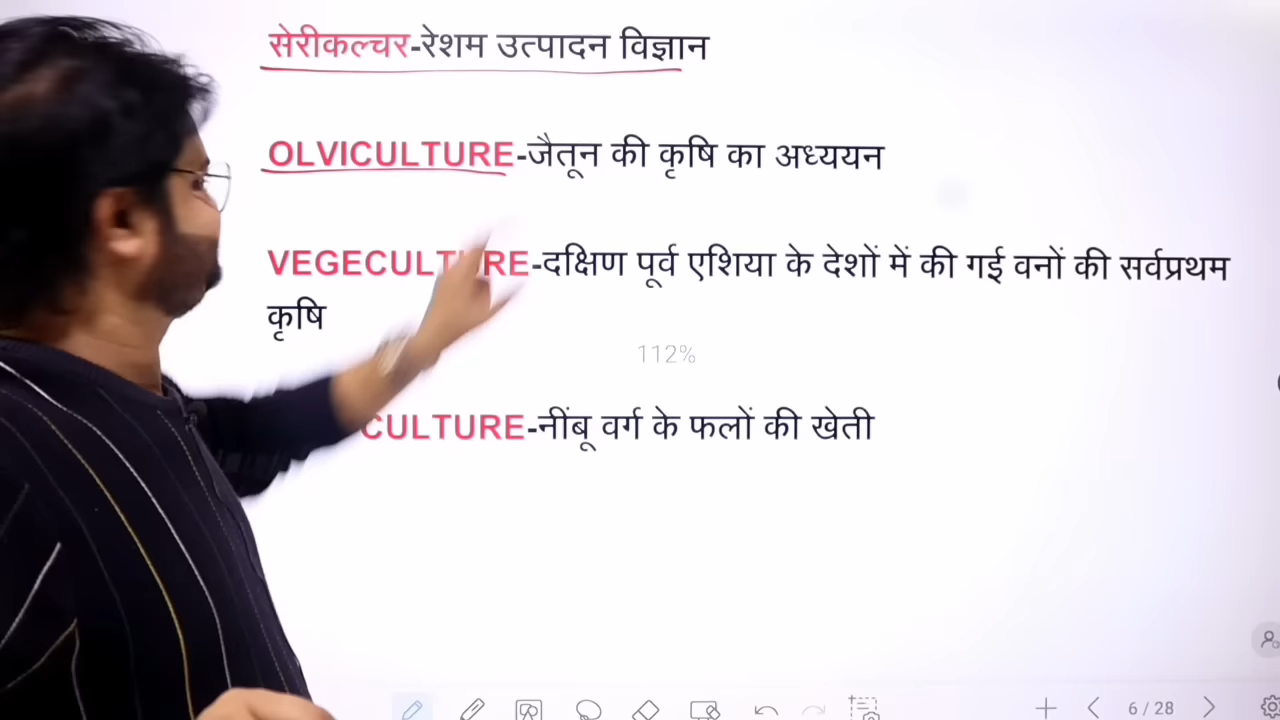 सेरीकल्चर-रेशम उत्पादन विज्ञान
OLVICULTURE-जैतून की कृषि का अध्ययन
VEGECULTURE-दक्षिण पूर्व एशिया के देशों में की गई वनों की सर्वप्रथम
कृषि
112%
CULTURE-नींबू वर्ग के फलों की खेती
6 / 28